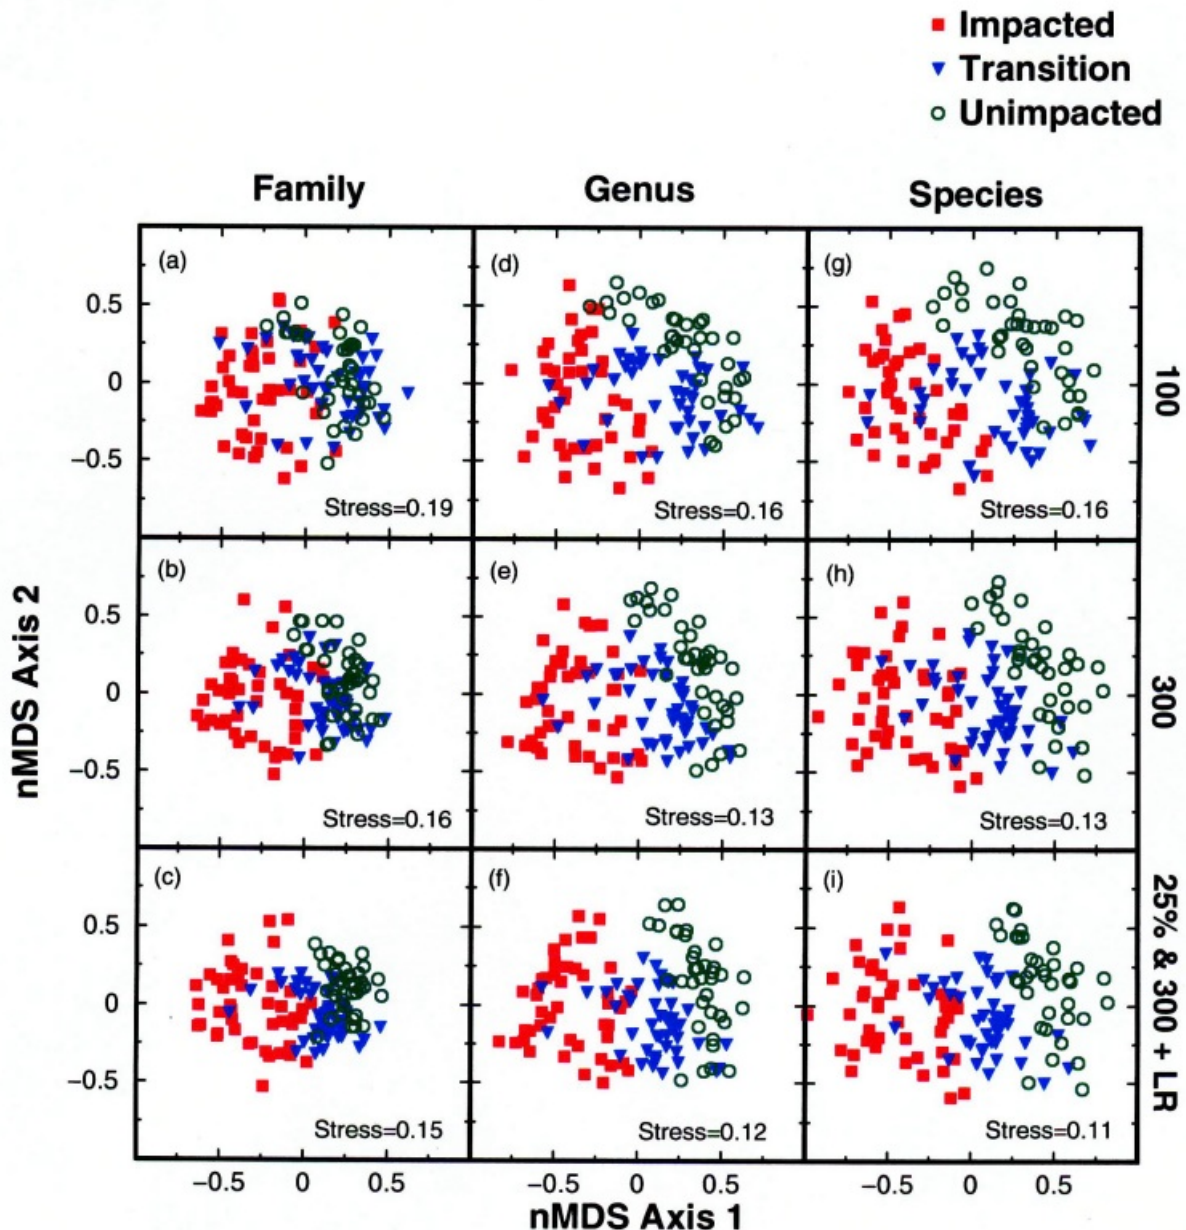 Impacted
Transition
Unimpacted
Family Genus Species
(a) (d) (g)
0.5
0
−0.5
Stress=0.19 Stress=0.16 Stress=0.16
100
(b) (e) (h)
0.5
0
−0.5
Stress=0.16 Stress=0.13 Stress=0.13
300
nMDS Axis 2
(c) (f) (i)
0.5
0
−0.5
Stress=0.15 Stress=0.12 Stress=0.11
25% & 300 + LR
−0.5 0 0.5 −0.5 0 0.5 −0.5 0 0.5
nMDS Axis 1